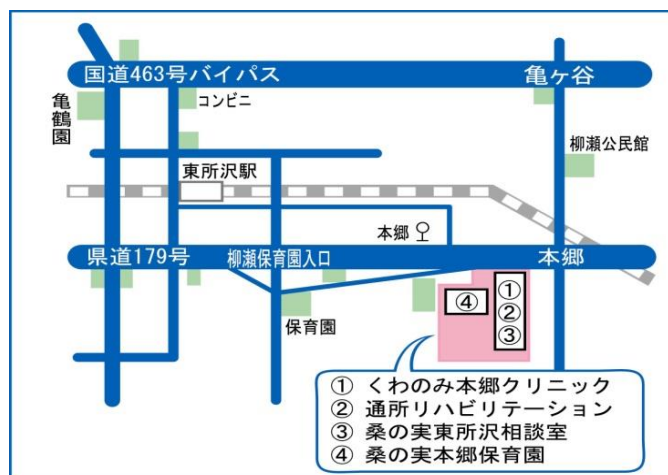 国道463号バイパス
亀ヶ谷
亀鶴園
コンビニ
柳瀬公民館
東所沢駅
本郷
県道179号
柳瀬保育園入口
本郷
保育園
①
②
③
④
① くわのみ本郷クリニック
② 通所リハビリテーション
③ 桑の実東所沢相談室
④ 桑の実本郷保育園